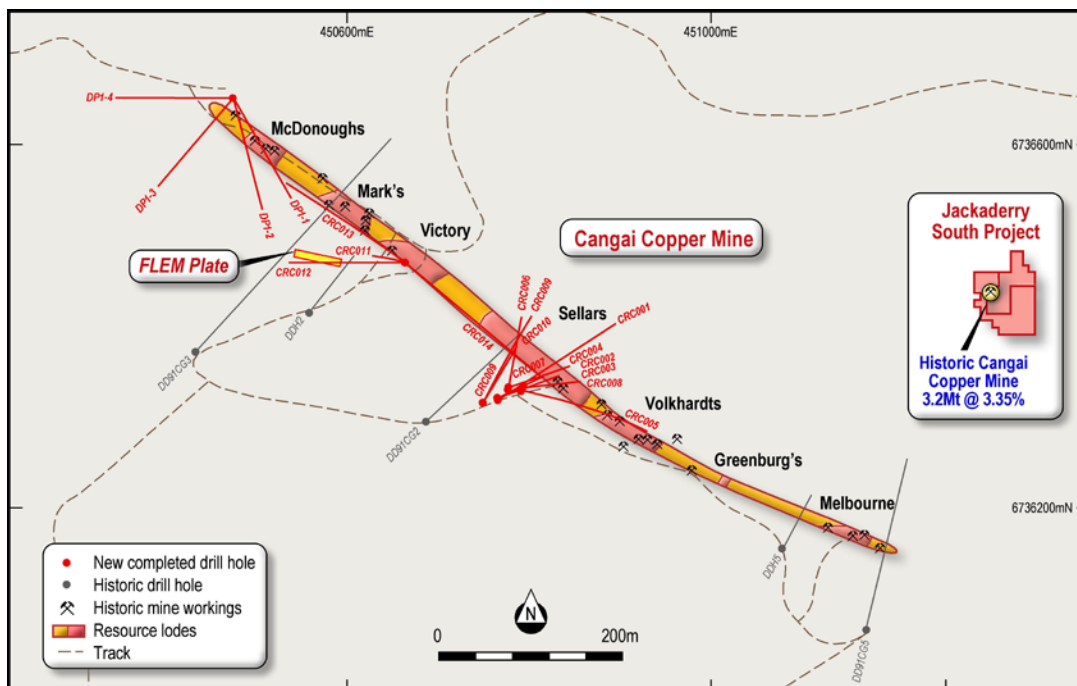 450600mE
451000mE
DP1-4
McDonoughs
6736600mN
Mark's
DP1-3
DP1-2
DP1-1
CRC013
Victory
Cangai Copper Mine
Jackaderry
South Project
FLEM Plate
CRC011
CRC012
CRC006
CRC009
CRC001
DDH2
CRC010
Sellars
CRC014
CRC004
CRC002
CRC003
CRC007
CRC008
CRC009
DD91CG3
Historic Cangai
Copper Mine
3.2Mt @ 3.35%
Volkhardts
CRC005
DD91CG2
Greenburg's
Melbourne
6736200mN
DDH5
DD91CG5
New completed drill hole
Historic drill hole
Historic mine workings
Resource lodes
Track
N
0
200m